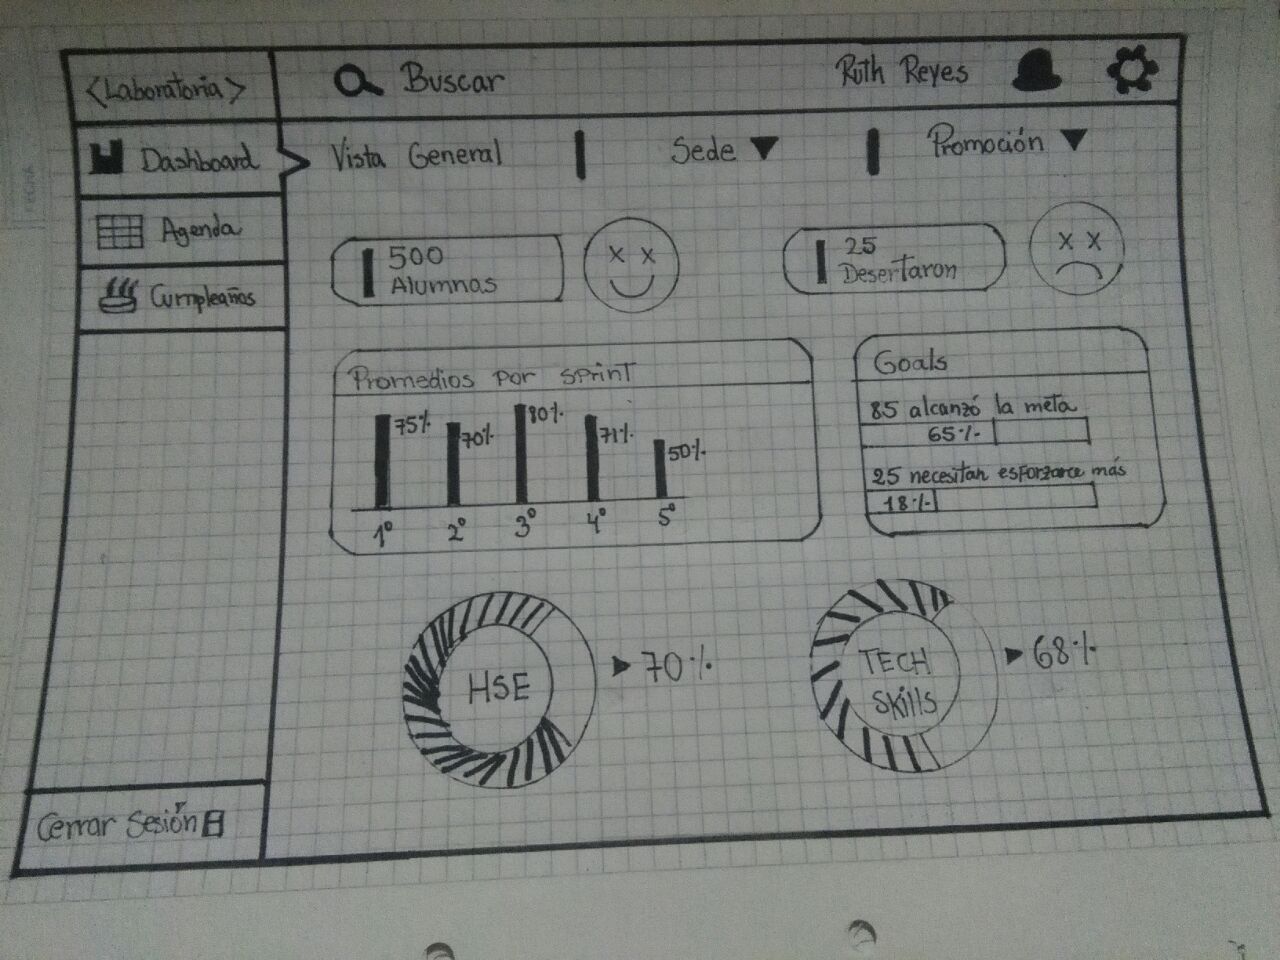 <Laboratoria>
Buscar
Ruth Reyes
Dashboard
Vista General
Sede
Promoción
Agenda
Cumpleaños
500
Alumnas
25
Desertaron
Promedios por sprint
75%
70%
80%
71%
50%
1° 2° 3° 4° 5°
Goals
85 alcanzó la meta
65%
25 necesitan esforzarce más
18%
HSE
70%
TECH
Skills
68%
Cerrar Sesión